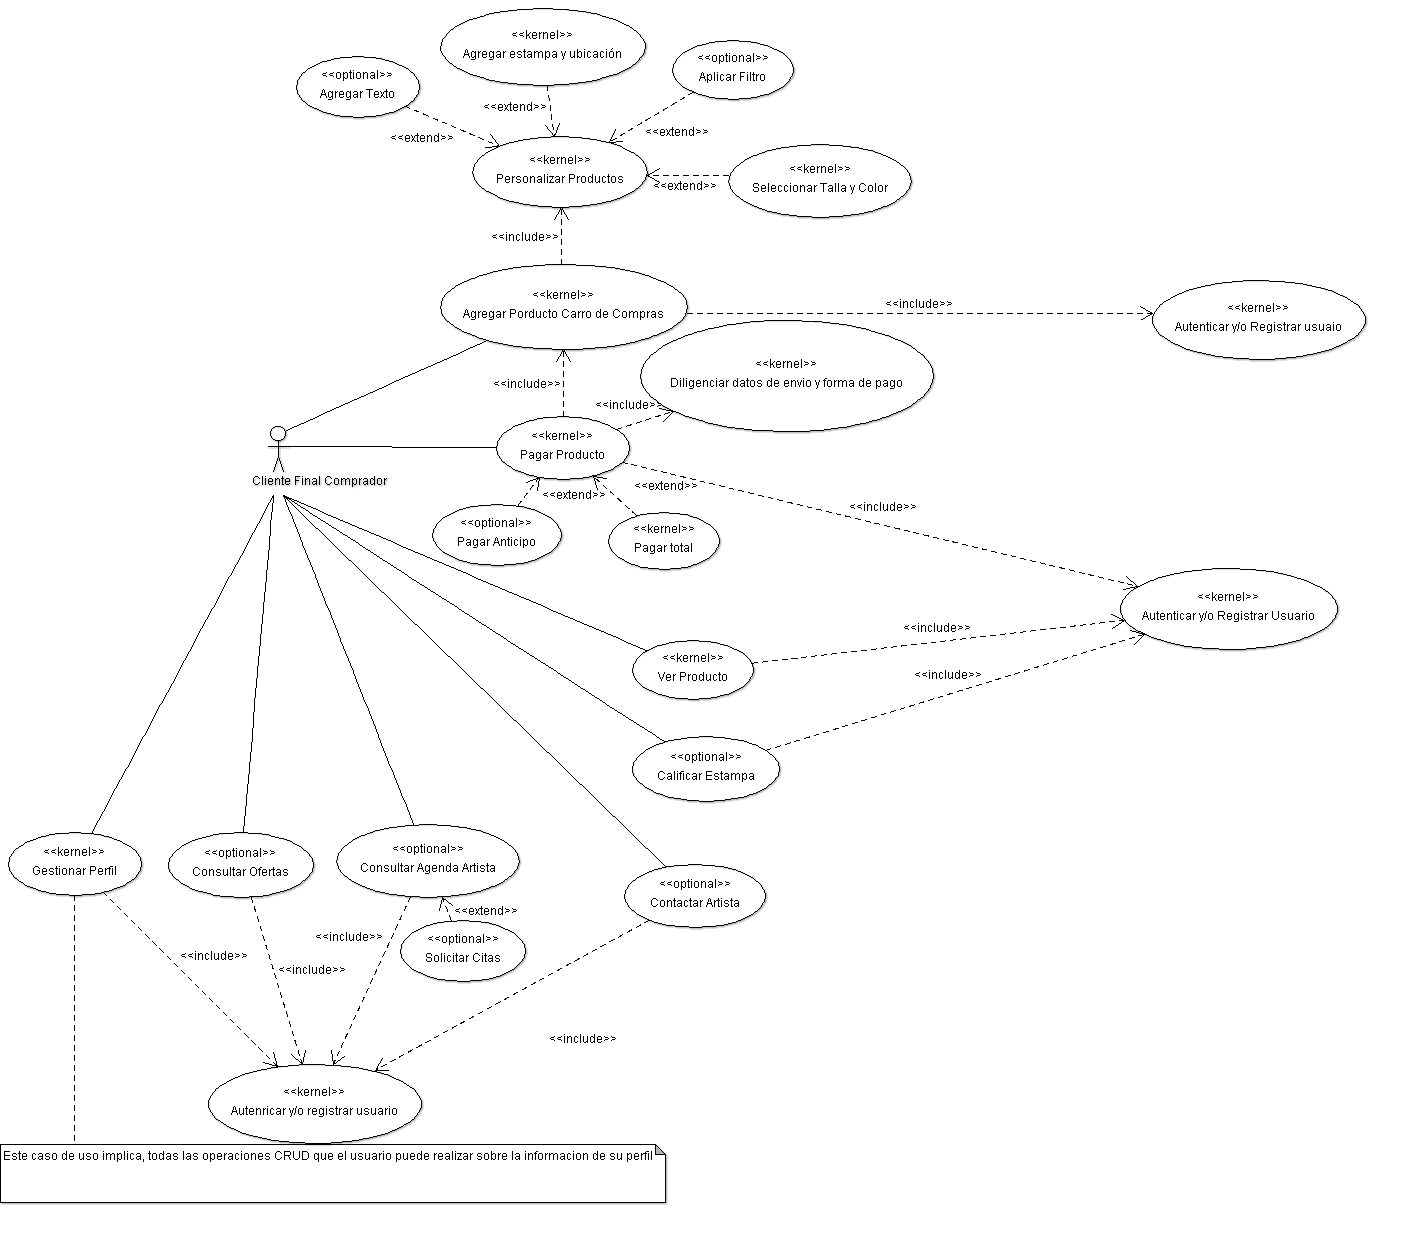 <<kernel>>
Agregar estampa y ubicación
<<optional>>
Aplicar Filtro
<<optional>>
Agregar Texto
<<extend>>
<<extend>>
<<extend>>
<<kernel>>
Personalizar Productos
<<kernel>>
Seleccionar Talla y Color
<<extend>>
<<include>>
<<kernel>>
Agregar Porducto Carro de Compras
<<include>>
<<kernel>>
Autenticar y/o Registrar usuaio
<<kernel>>
Diligenciar datos de envio y forma de pago
<<include>>
<<include>>
<<kernel>>
Pagar Producto
Cliente Final Comprador
<<extend>>
<<extend>>
<<include>>
<<optional>>
Pagar Anticipo
<<kernel>>
Pagar total
<<kernel>>
Autenticar y/o Registrar Usuario
<<include>>
<<kernel>>
Ver Producto
<<include>>
<<optional>>
Calificar Estampa
<<kernel>>
Gestionar Perfil
<<optional>>
Consultar Ofertas
<<optional>>
Consultar Agenda Artista
<<optional>>
Contactar Artista
<<extend>>
<<optional>>
Solicitar Citas
<<include>>
<<include>>
<<include>>
<<include>>
<<kernel>>
Autenricar y/o registrar usuario
Este caso de uso implica, todas las operaciones CRUD que el usuario puede realizar sobre la informacion de su perfil